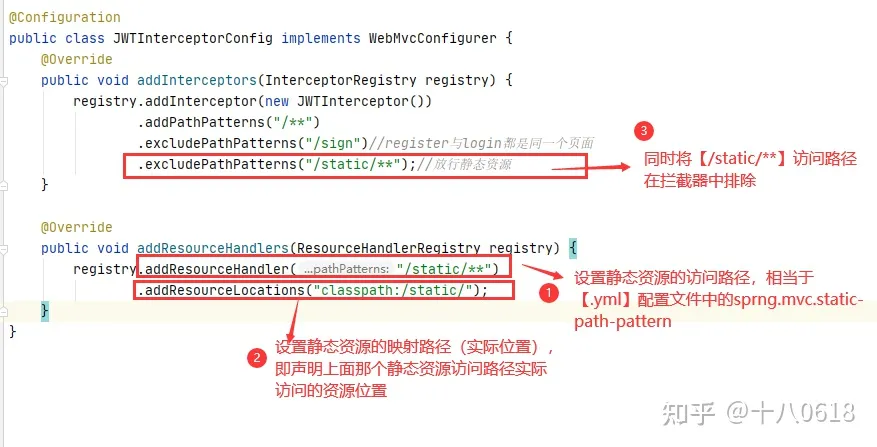 @Configuration
public class JWTInterceptorConfig implements WebMvcConfigurer {
@Override
public void addInterceptors(InterceptorRegistry registry) {
registry.addInterceptor(new JWTInterceptor())
.addPathPatterns("/**")
.excludePathPatterns("/sign")//register与login都是同一个页面
.excludePathPatterns("/static/**");//放行静态资源
}
3
同时将【/static/**】访问路径
在拦截器中排除
@Override
public void addResourceHandlers(ResourceHandlerRegistry registry) {
registry.addResourceHandler( ...pathPatterns: "/static/**")
.addResourceLocations("classpath:/static/");
}
}
1
设置静态资源的访问路径，相当于
【.yml】配置文件中的sprng.mvc.static-
path-pattern
2
设置静态资源的映射路径（实际位置），
即声明上面那个静态资源访问路径实际
访问的资源位置
知乎 @十八0618